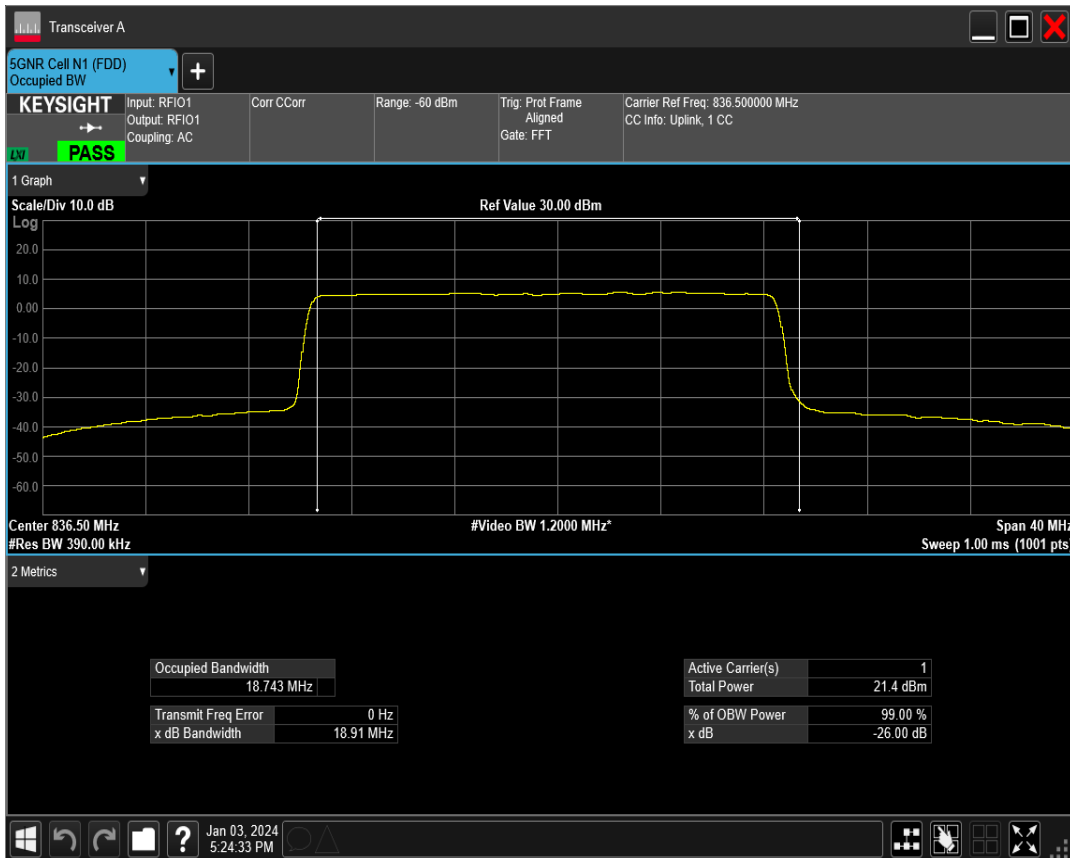 Transceiver A
5GNR Cell N1 (FDD)
Occupied BW
+
KEYSIGHT
LXI
PASS
Input: RFIO1
Output: RFIO1
Coupling: AC
Corr CCorr
Range: -60 dBm
Trig: Prot Frame
Aligned
Gate: FFT
Carrier Ref Freq: 836.500000 MHz
CC Info: Uplink, 1 CC
1 Graph
Scale/Div 10.0 dB
Ref Value 30.00 dBm
Log
20.0
10.0
0.00
-10.0
-20.0
-30.0
-40.0
-50.0
-60.0
Center 836.50 MHz
#Video BW 1.2000 MHz*
Span 40 MHz
#Res BW 390.00 kHz
Sweep 1.00 ms (1001 pts)
2 Metrics
Occupied Bandwidth
18.743 MHz
Transmit Freq Error 0 Hz
x dB Bandwidth 18.91 MHz
Active Carrier(s) 1
Total Power 21.4 dBm
% of OBW Power 99.00 %
x dB -26.00 dB
?
Jan 03, 2024
5:24:33 PM